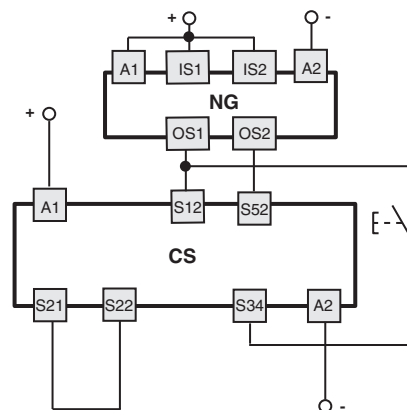 +
-
A1 IS1 IS2 A2
NG
OS1 OS2
+
A1 S12 S52
CS
S21 S22 S34 A2
-